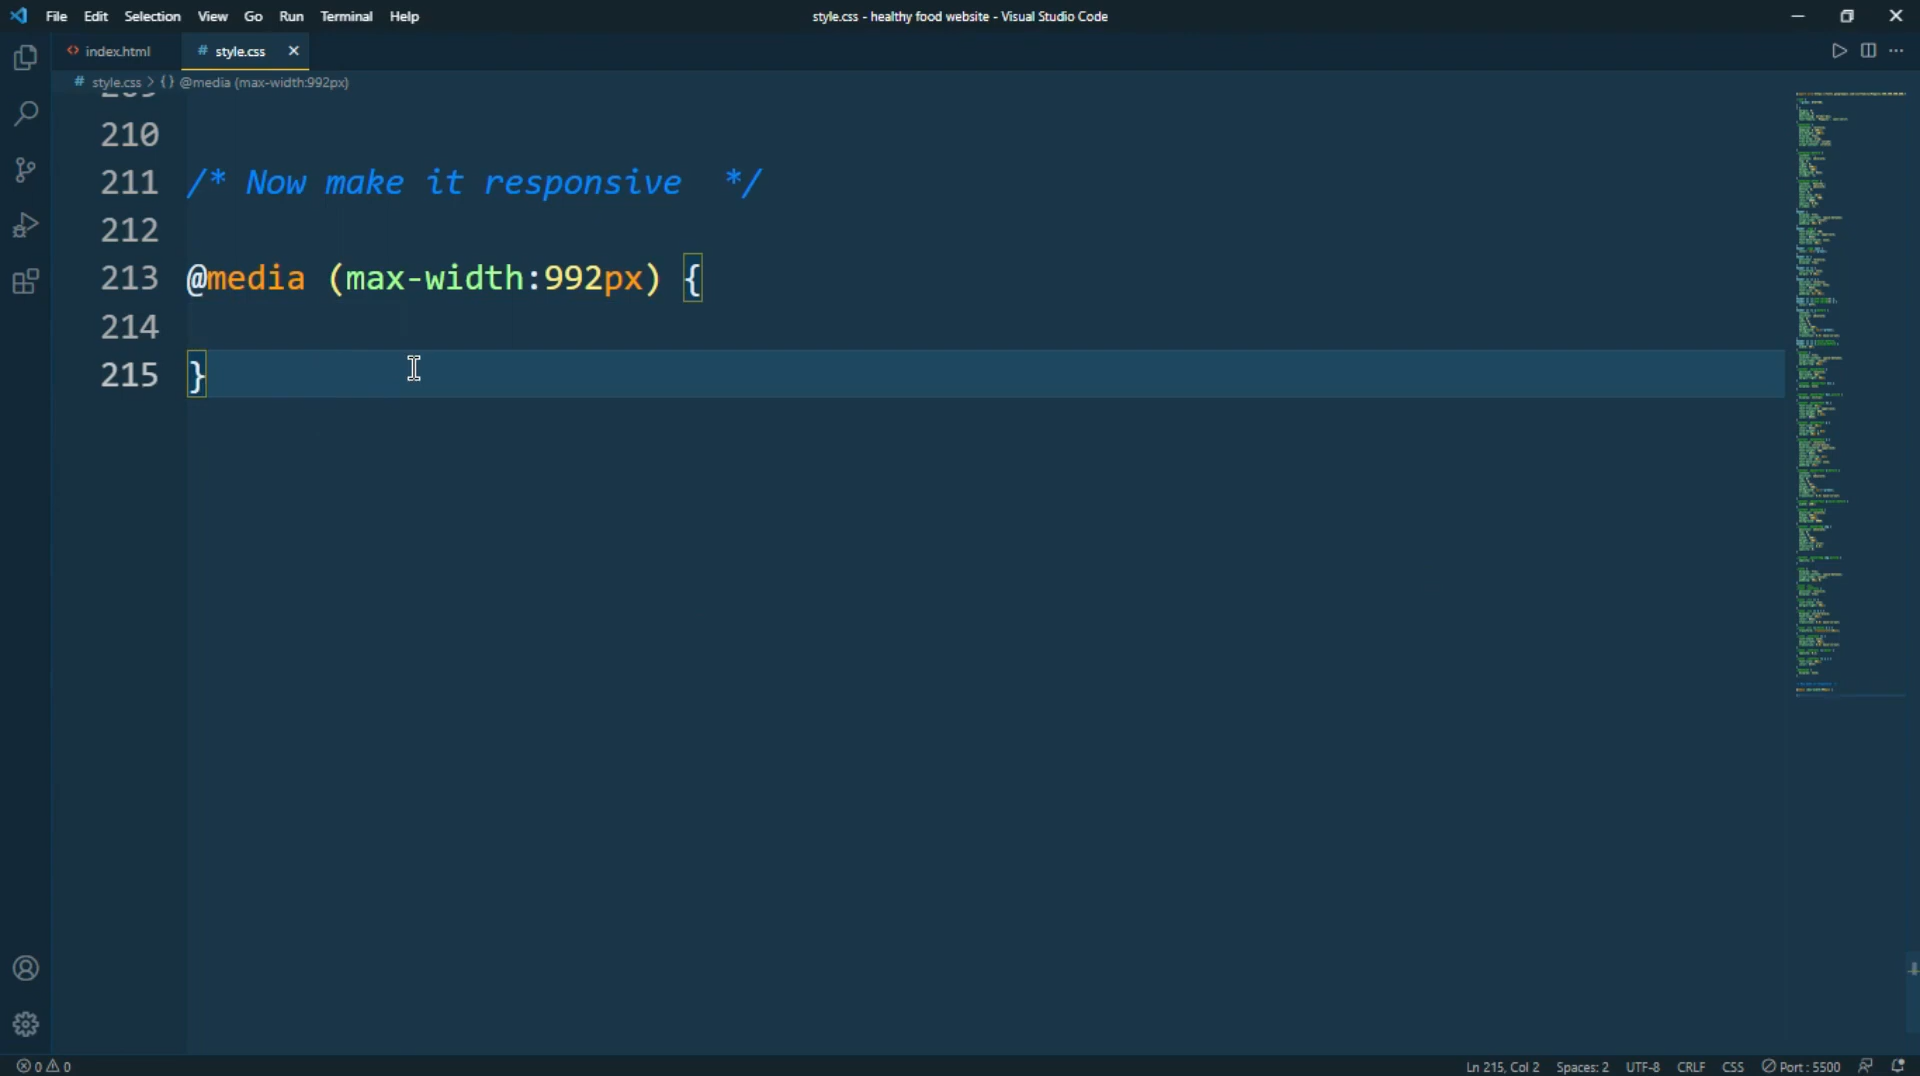 File Edit Selection View Go Run Terminal Help
style.css - healthy food website - Visual Studio Code
index.html
# style.css
# style.css > {} @media (max-width:992px)
209
210
211 /* Now make it responsive  */
212
213 @media (max-width:992px) {
214
215 }
0 0
Ln 215, Col 2 Spaces: 2 UTF-8 CRLF CSS Port : 5500